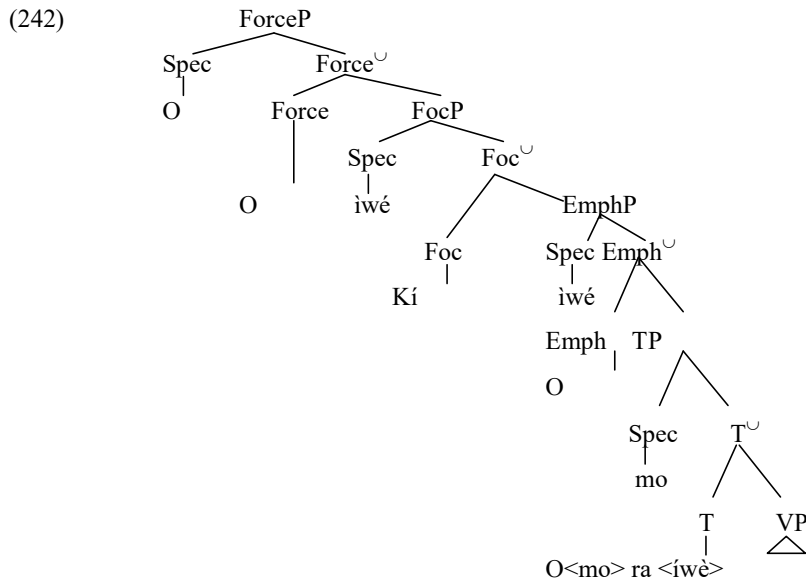 (242) ForceP
Spec Force◡
O Force FocP
Spec Foc◡
O ìwé EmphP
Foc Spec Emph◡
Kí ìwé
Emph TP
O
Spec T◡
mo
T VP
O<mo> ra <íwè>